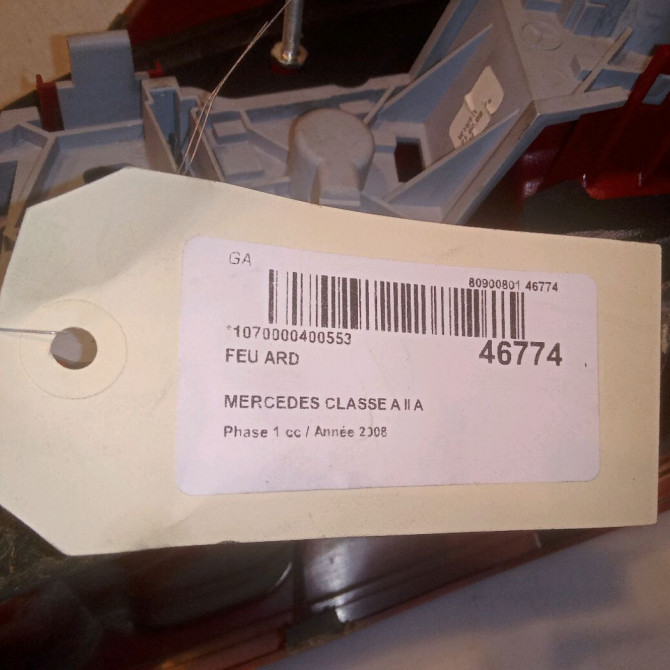 GA
80900801 46774
*1070000400553
46774
FEU ARD
MERCEDES CLASSE A II A
Phase 1 cc / Année 2008